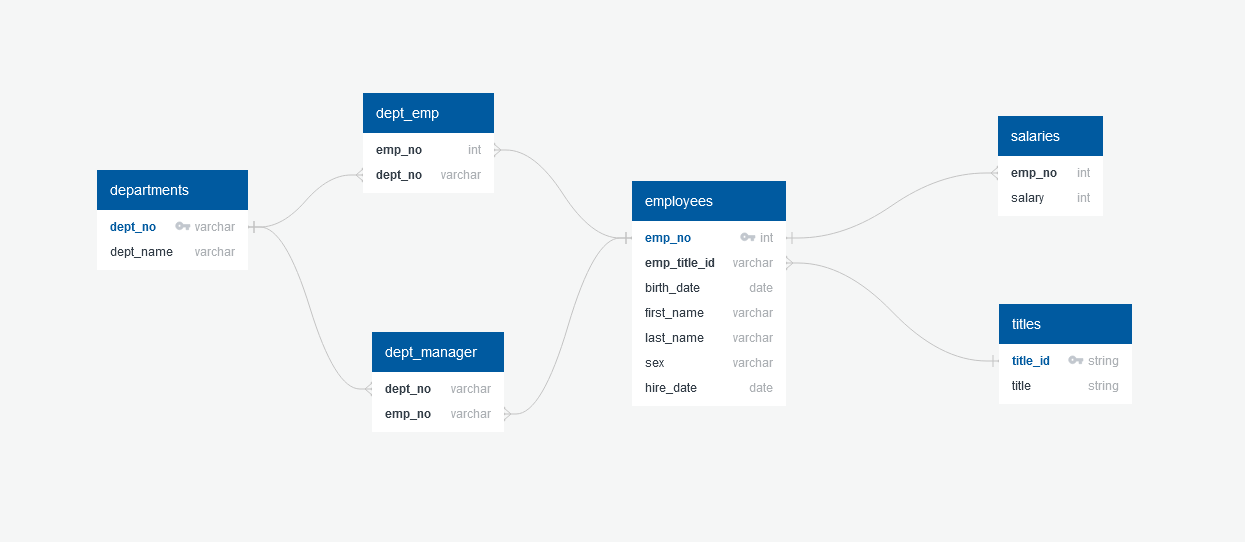 departments
dept_no varchar
dept_name varchar
dept_emp
emp_no int
dept_no varchar
dept_manager
dept_no varchar
emp_no varchar
employees
emp_no int
emp_title_id varchar
birth_date date
first_name varchar
last_name varchar
sex varchar
hire_date date
salaries
emp_no int
salary int
titles
title_id string
title string